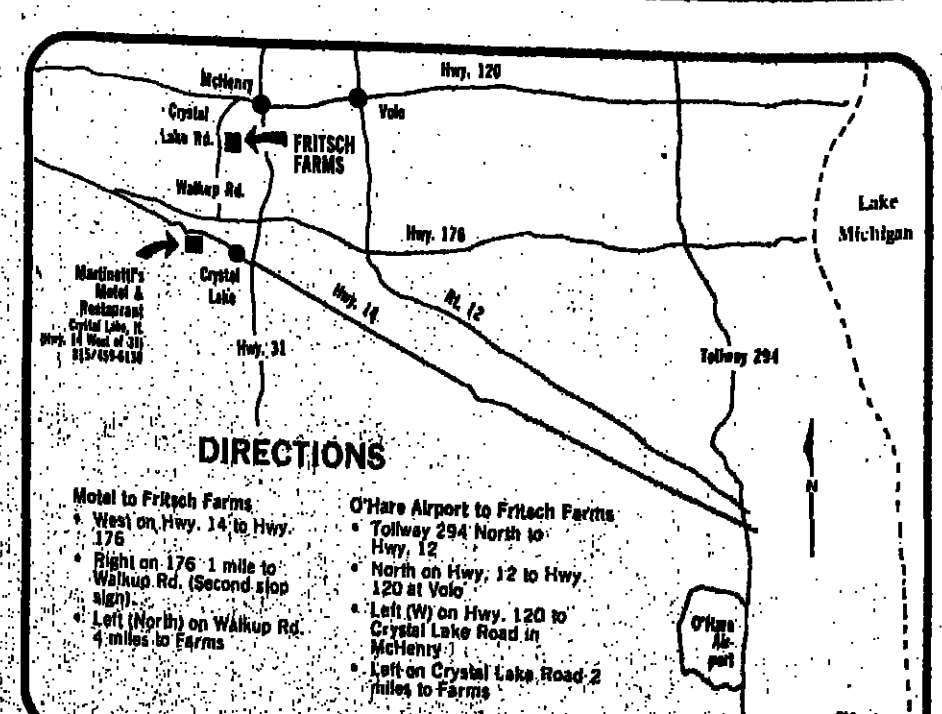 McHenry
Hwy. 120
Crystal
Lake Rd.
Volo
FRITSCH
FARMS
Walkup Rd.
Lake
Michigan
Hwy. 176
Martinetti's
Motel &
Restaurant
Crystal Lake, Il.
(Hwy. 14 West of 31)
815/459-6130
Crystal
Lake
Hwy. 14
Rt. 12
Hwy. 31
Tollway 294
DIRECTIONS
N
Motel to Fritsch Farms
• West on Hwy. 14 to Hwy.
176
• Right on 176 1 mile to
Walkup Rd. (Second stop
sign)
• Left (North) on Walkup Rd.
4 miles to Farms
O'Hare Airport to Fritsch Farms
• Tollway 294 North to
Hwy. 12
• North on Hwy. 12 to Hwy.
120 at Volo
• Left (W) on Hwy. 120 to
Crystal Lake Road in
McHenry
• Left on Crystal Lake Road 2
miles to Farms
O'Hare
Air-
port